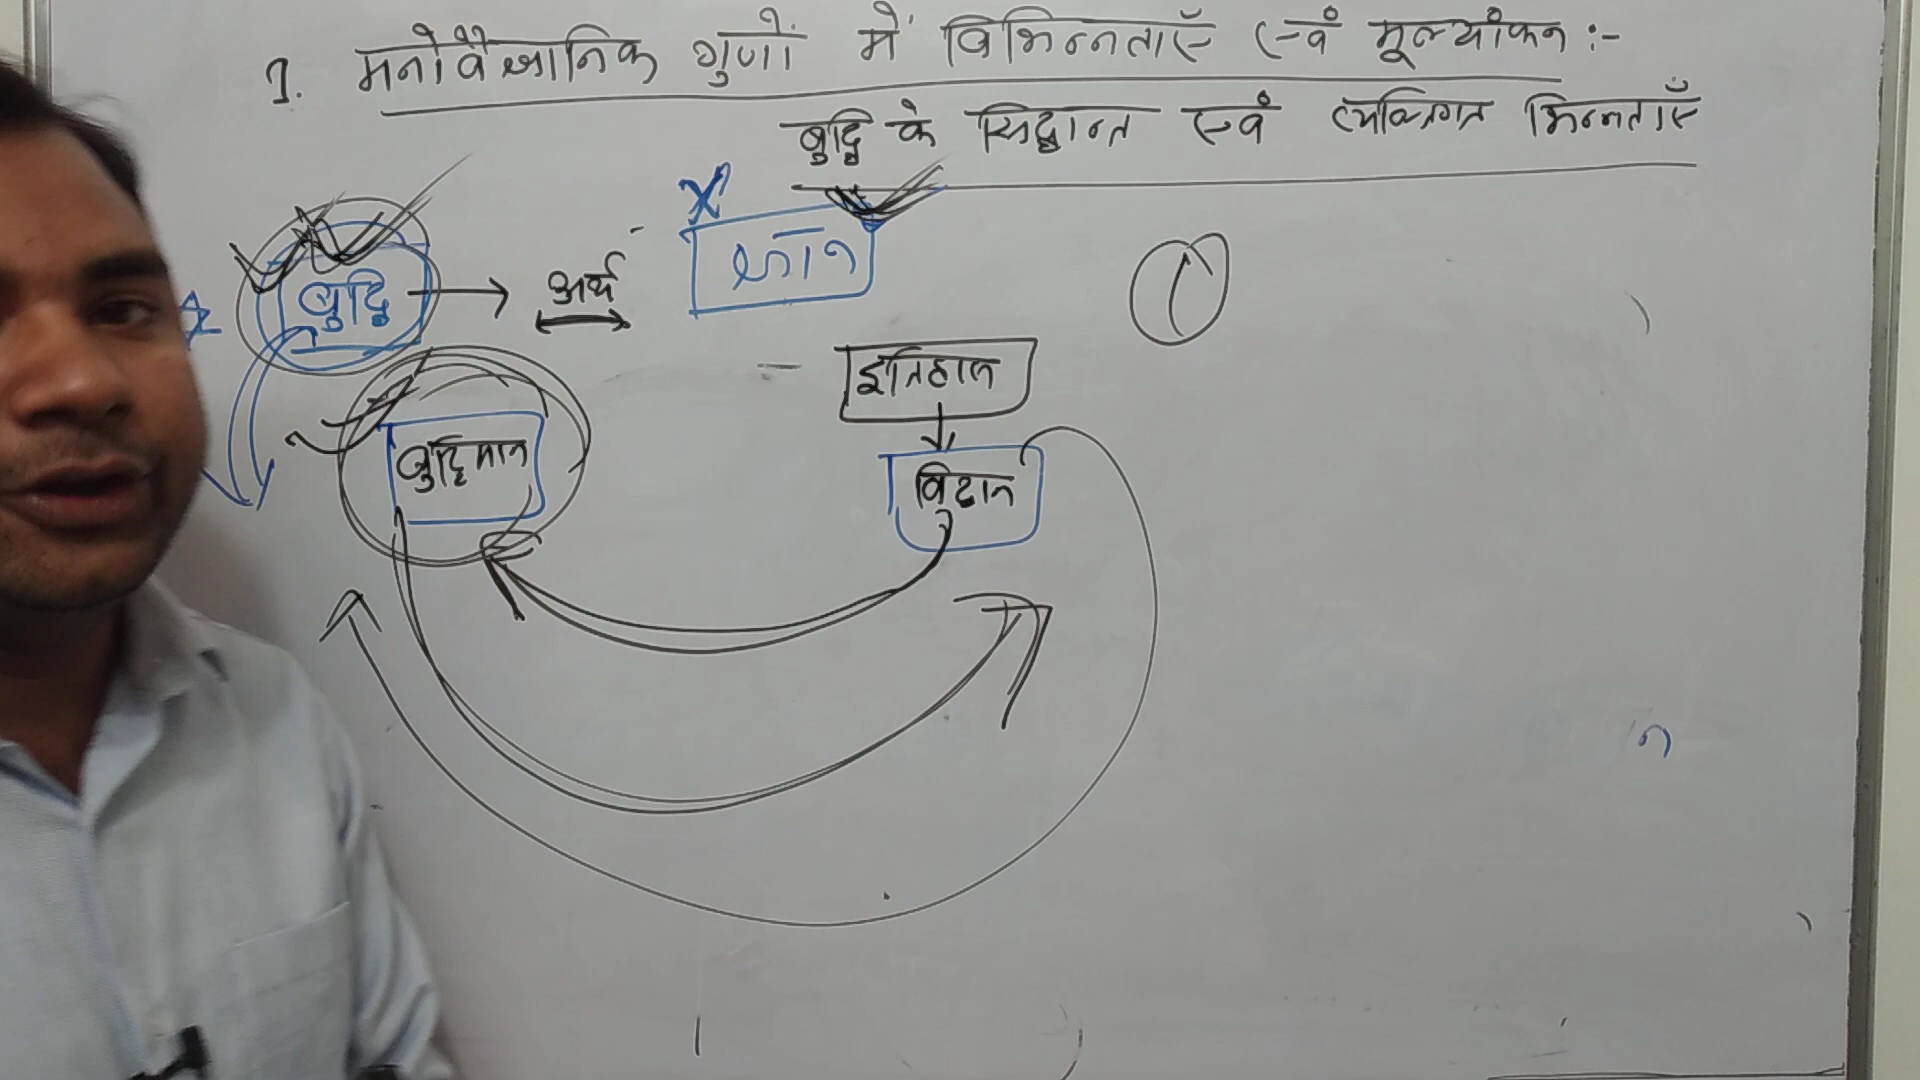 1. मनोवैज्ञानिक गुणों में विभिन्नताएँ एवं मूल्यांकन :-
बुद्धि के सिद्धान्त एवं व्यक्तिगत भिन्नताएँ
X
बुद्धि → अर्थ ज्ञान
इतिहास
बुद्धिमान विद्वान